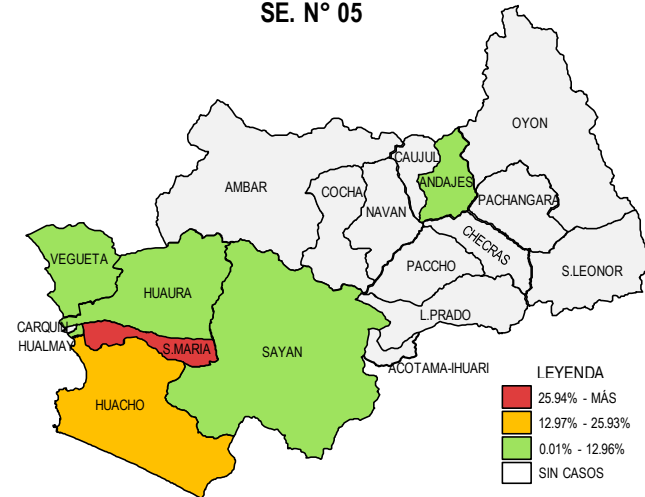 SE. N° 05
OYON
CAUJUL
ANDAJES
AMBAR
COCHA
PACHANGARA
NAVAN
CHECRAS
VEGUETA
PACCHO
S.LEONOR
HUAURA
L.PRADO
CARQUIN
HUALMAY
S.MARIA
SAYAN
ACOTAMA-IHUARI
HUACHO
LEYENDA
25.94% - MÁS
12.97% - 25.93%
0.01% - 12.96%
SIN CASOS